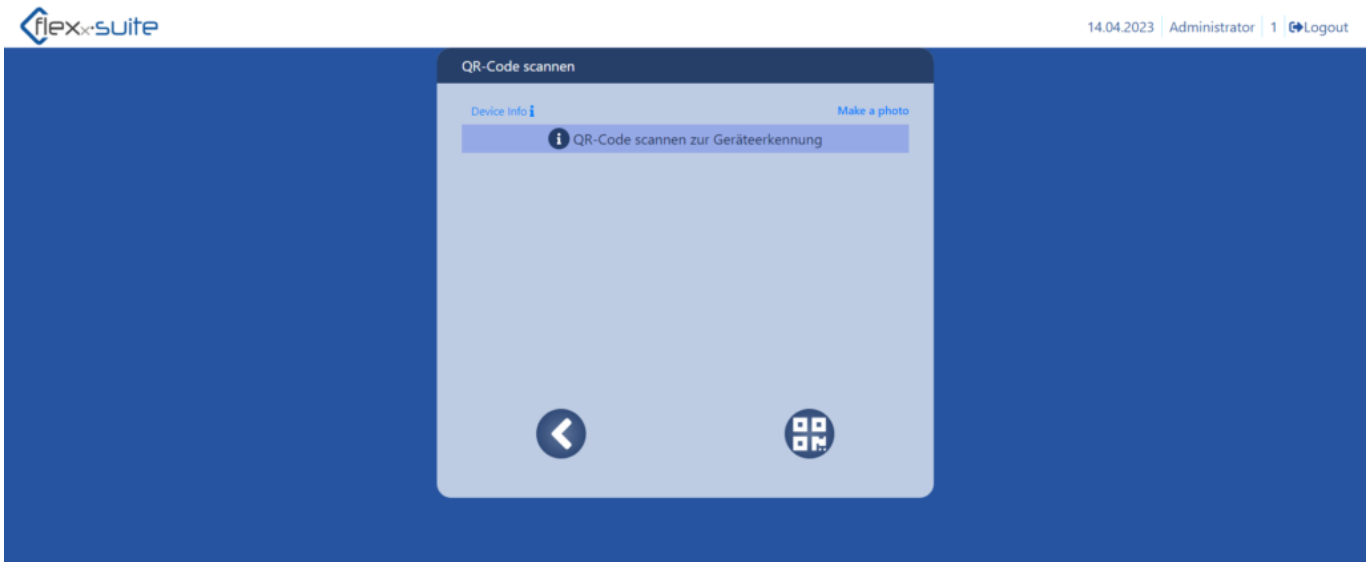 flexx-suite
14.04.2023 Administrator 1 Logout
QR-Code scannen
Device Info Make a photo
QR-Code scannen zur Geräteerkennung